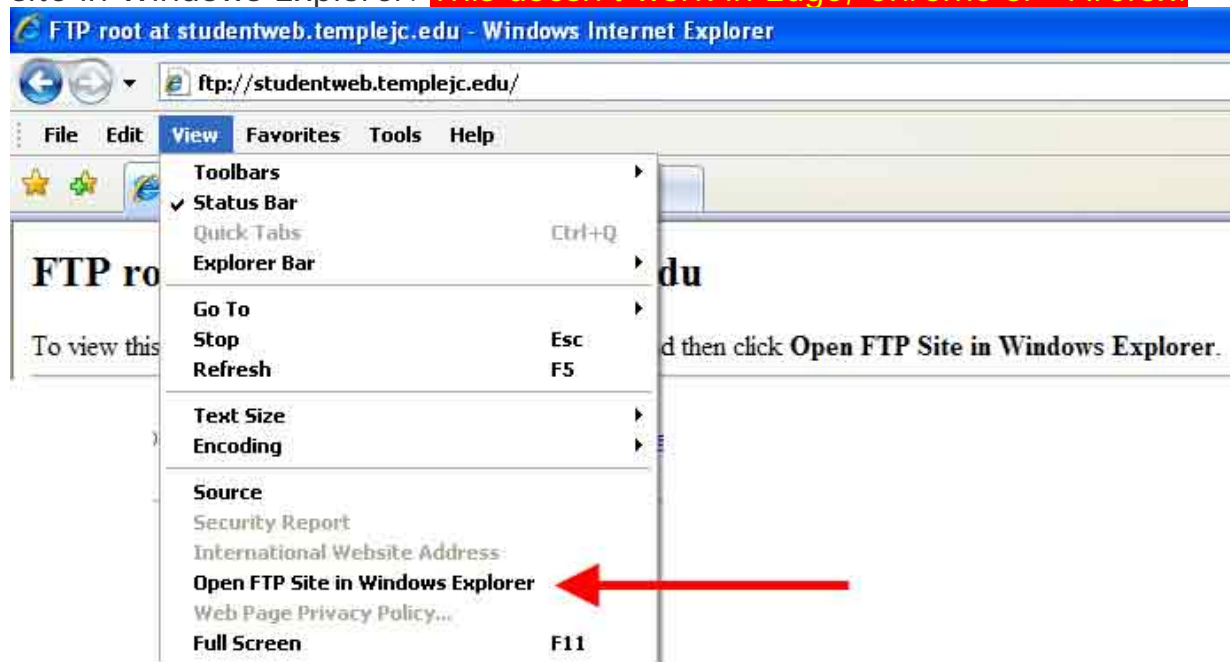 FTP root at studentweb.templejc.edu - Windows Internet Explorer
ftp://studentweb.templejc.edu/
File Edit View Favorites Tools Help
Toolbars
Status Bar
Quick Tabs Ctrl+Q
Explorer Bar
FTP ro du
Go To
Stop Esc
To view this d then click Open FTP Site in Windows Explorer.
Refresh F5
Text Size
Encoding
Source
Security Report
International Website Address
Open FTP Site in Windows Explorer
Web Page Privacy Policy...
Full Screen F11